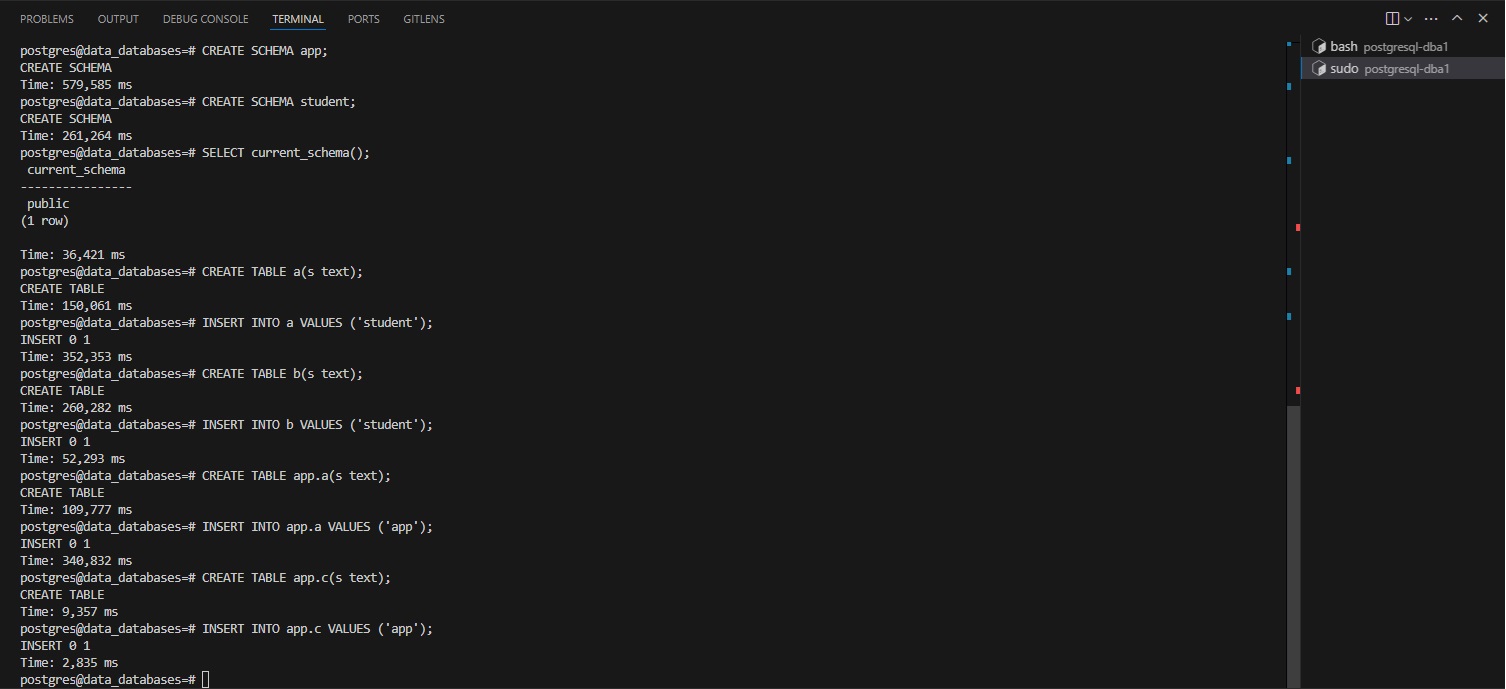 PROBLEMS OUTPUT DEBUG CONSOLE TERMINAL PORTS GITLENS
postgres@data_databases=# CREATE SCHEMA app;
CREATE SCHEMA
Time: 579,585 ms
postgres@data_databases=# CREATE SCHEMA student;
CREATE SCHEMA
Time: 261,264 ms
postgres@data_databases=# SELECT current_schema();
 current_schema
----------------
 public
(1 row)

Time: 36,421 ms
postgres@data_databases=# CREATE TABLE a(s text);
CREATE TABLE
Time: 150,061 ms
postgres@data_databases=# INSERT INTO a VALUES ('student');
INSERT 0 1
Time: 352,353 ms
postgres@data_databases=# CREATE TABLE b(s text);
CREATE TABLE
Time: 260,282 ms
postgres@data_databases=# INSERT INTO b VALUES ('student');
INSERT 0 1
Time: 52,293 ms
postgres@data_databases=# CREATE TABLE app.a(s text);
CREATE TABLE
Time: 109,777 ms
postgres@data_databases=# INSERT INTO app.a VALUES ('app');
INSERT 0 1
Time: 340,832 ms
postgres@data_databases=# CREATE TABLE app.c(s text);
CREATE TABLE
Time: 9,357 ms
postgres@data_databases=# INSERT INTO app.c VALUES ('app');
INSERT 0 1
Time: 2,835 ms
postgres@data_databases=#
bash postgresql-dba1
sudo postgresql-dba1